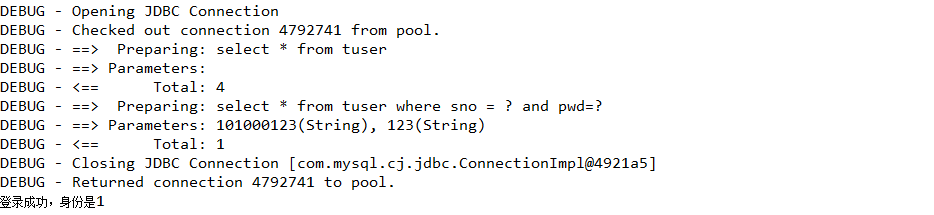 DEBUG - Opening JDBC Connection
DEBUG - Checked out connection 4792741 from pool.
DEBUG - ==>  Preparing: select * from tuser
DEBUG - ==> Parameters:
DEBUG - <==      Total: 4
DEBUG - ==>  Preparing: select * from tuser where sno = ? and pwd=?
DEBUG - ==> Parameters: 101000123(String), 123(String)
DEBUG - <==      Total: 1
DEBUG - Closing JDBC Connection [com.mysql.cj.jdbc.ConnectionImpl@4921a5]
DEBUG - Returned connection 4792741 to pool.
登录成功，身份是1